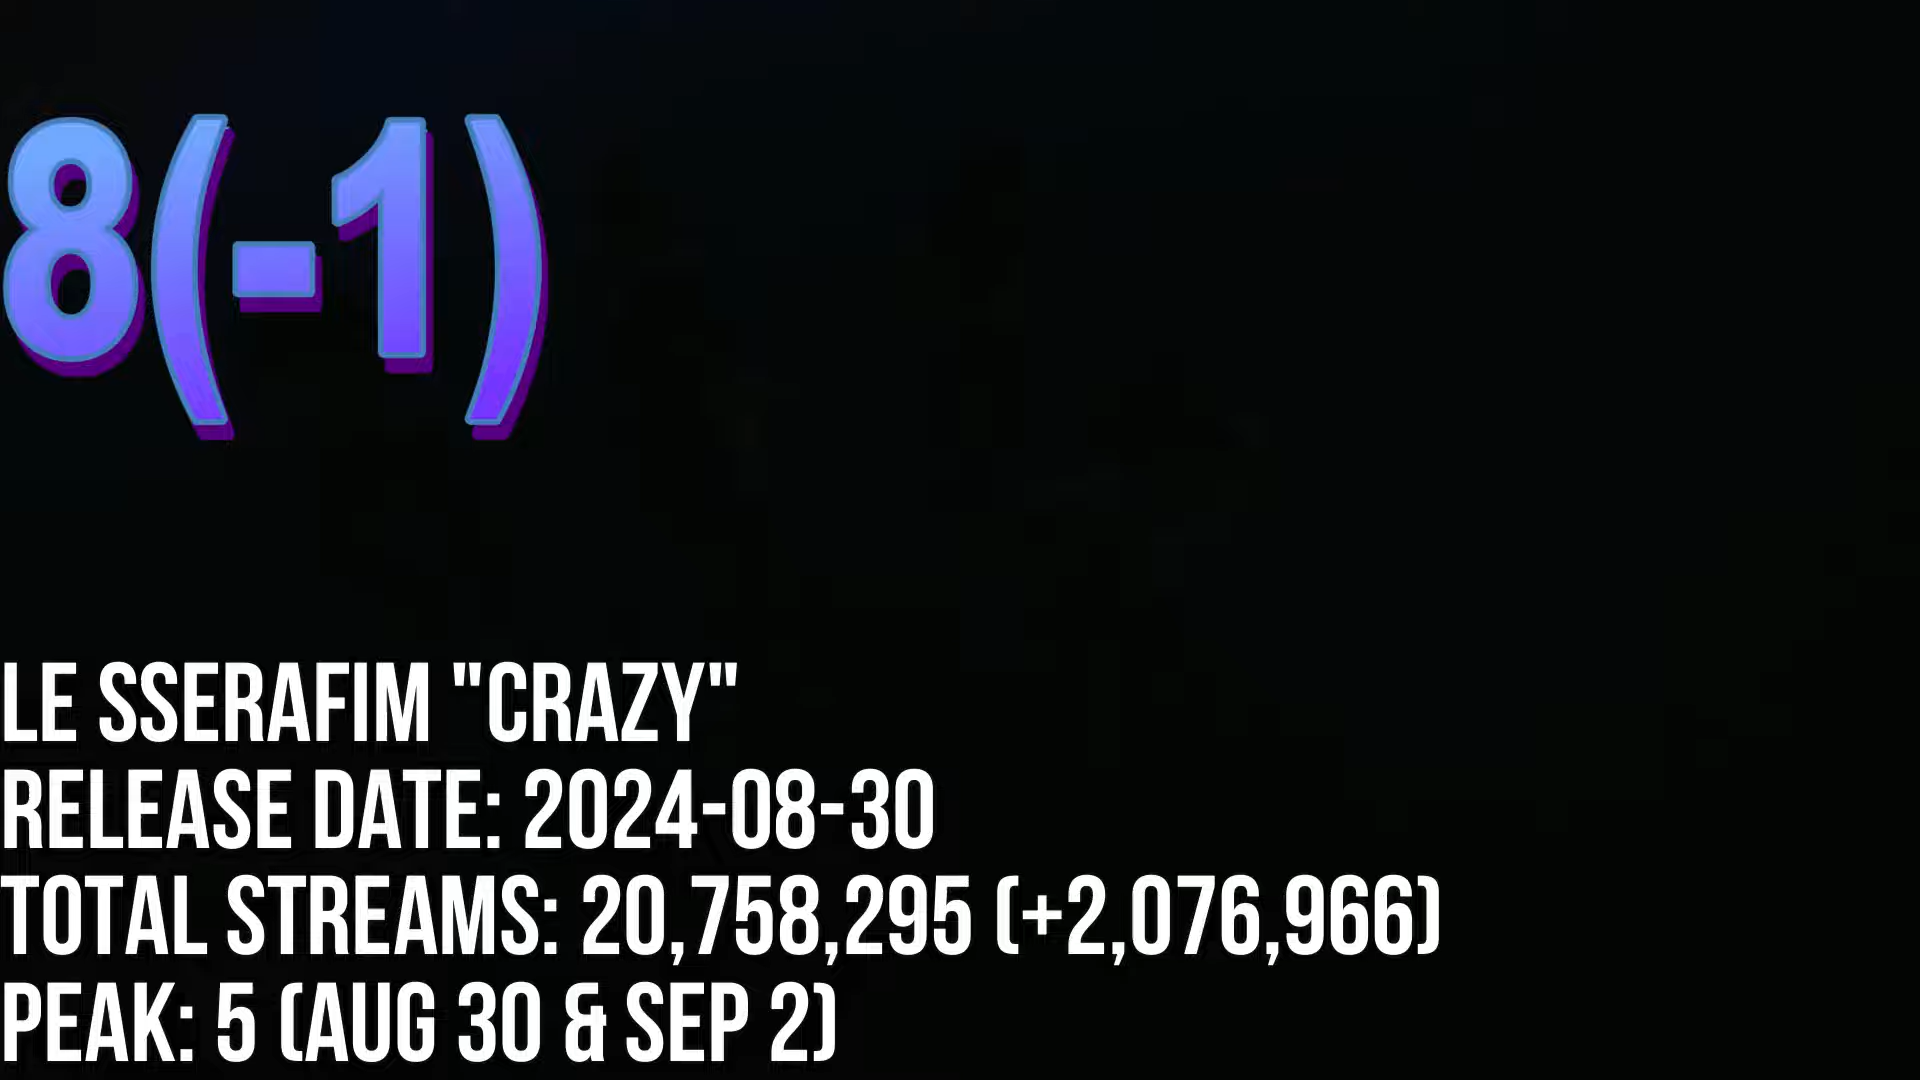 8(-1)
LE SSERAFIM "CRAZY"
RELEASE DATE: 2024-08-30
TOTAL STREAMS: 20,758,295 (+2,076,966)
PEAK: 5 (AUG 30 & SEP 2)